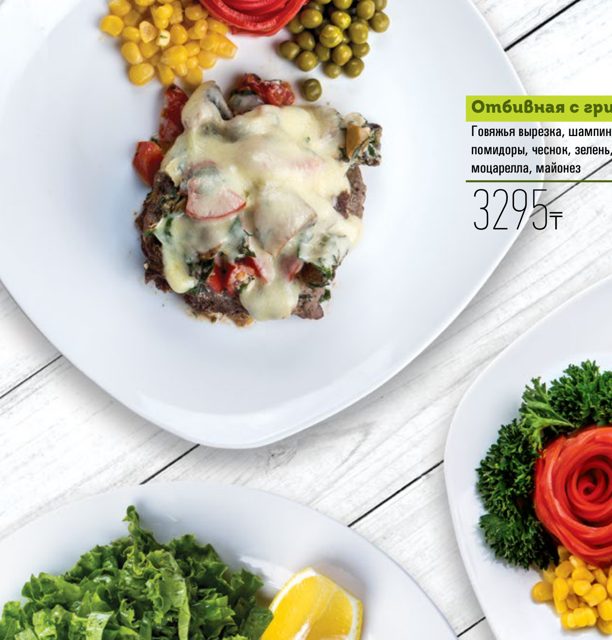 Отбивная с гри
Говяжья вырезка, шампин
помидоры, чеснок, зелень,
моцарелла, майонез
3295₸